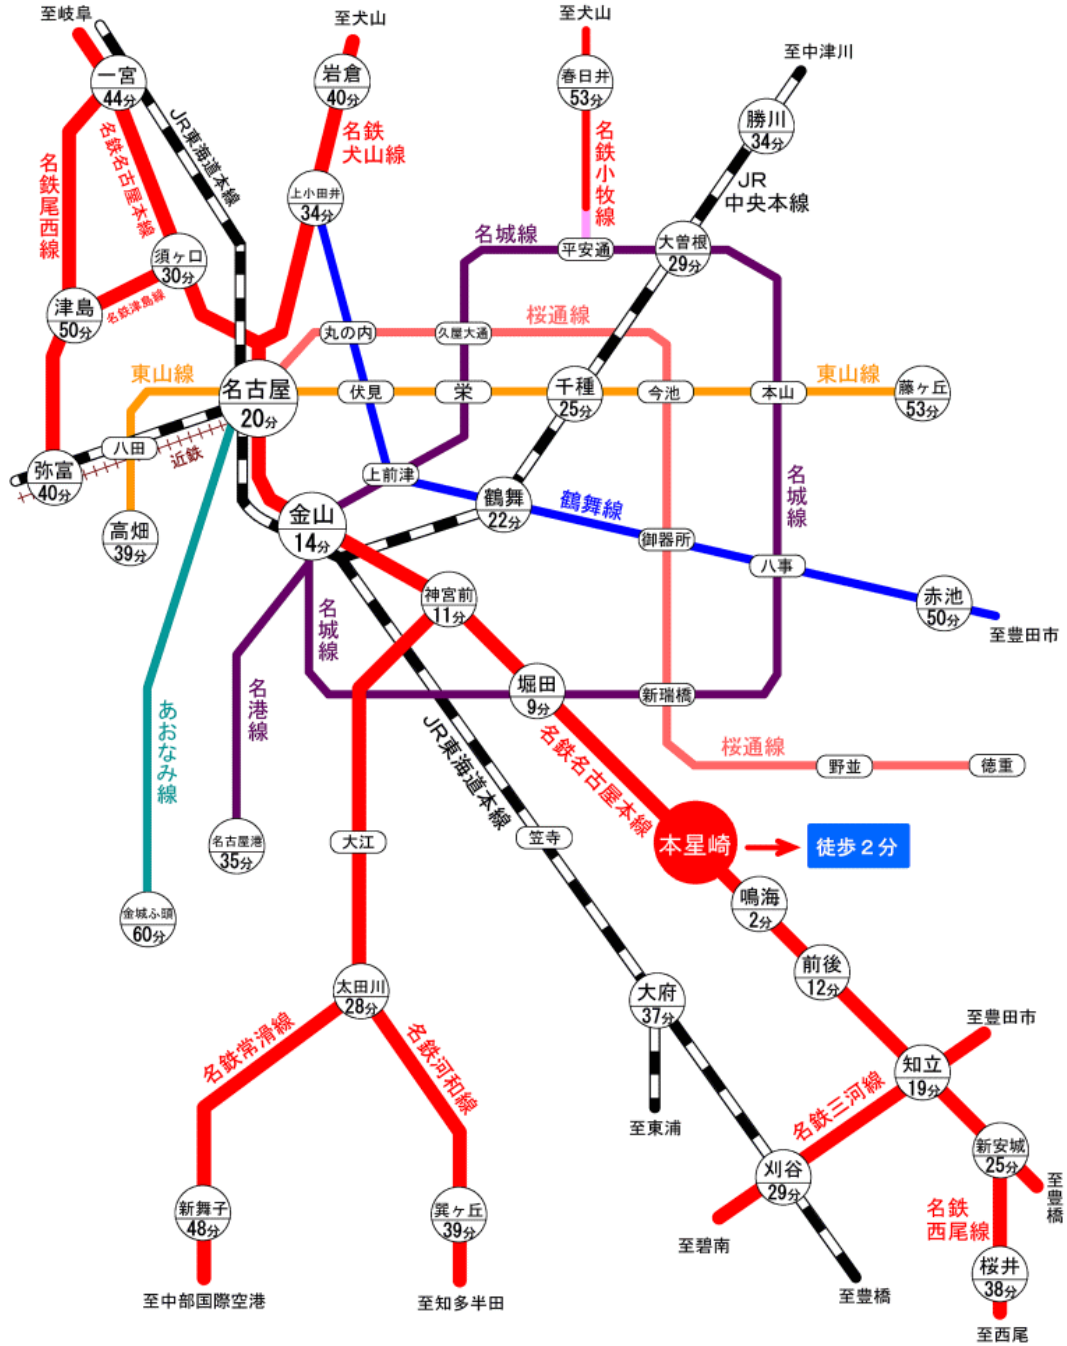 至岐阜
至犬山
至犬山
至中津川
一宮
44分
岩倉
40分
春日井
53分
勝川
34分
JR東海道本線
名鉄
犬山線
名鉄小牧線
名鉄名古屋本線
名鉄尾西線
JR
中央本線
上小田井
34分
名城線
平安通
大曽根
29分
須ヶ口
30分
津島
50分
名鉄津島線
桜通線
丸の内
久屋大通
東山線
名古屋
20分
伏見
栄
千種
25分
今池
本山
東山線
藤ヶ丘
53分
八田
近鉄
弥富
40分
上前津
鶴舞
22分
鶴舞線
名城線
高畑
39分
金山
14分
御器所
八事
神宮前
11分
赤池
50分
至豊田市
名城線
堀田
9分
新瑞橋
名港線
あおなみ線
JR東海道本線
名鉄名古屋本線
桜通線
野並
徳重
名古屋港
35分
大江
笠寺
本星崎
徒歩2分
金城ふ頭
60分
鳴海
2分
前後
12分
太田川
28分
大府
37分
至豊田市
名鉄常滑線
名鉄河和線
知立
19分
名鉄三河線
至東浦
新安城
25分
刈谷
29分
至豊橋
新舞子
48分
巽ヶ丘
39分
名鉄
西尾線
至碧南
桜井
38分
至中部国際空港
至知多半田
至豊橋
至西尾